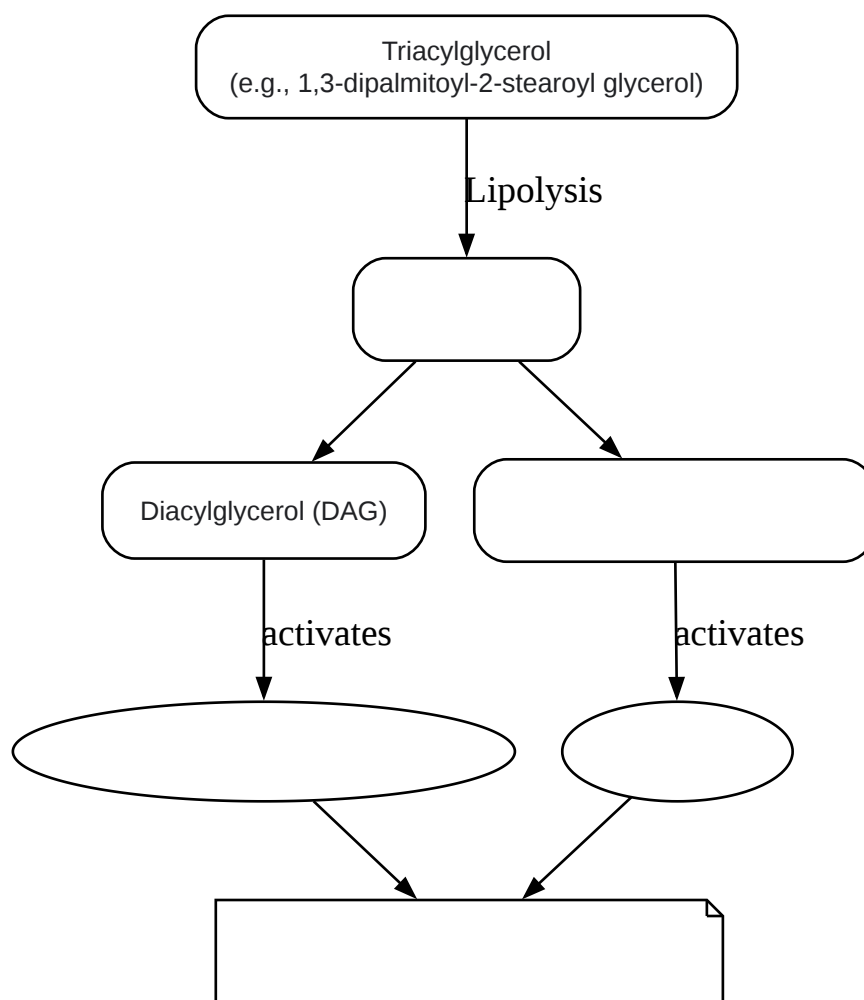 Triacylglycerol
(e.g., 1,3-dipalmitoyl-2-stearoyl glycerol)
Lipolysis
Diacylglycerol (DAG)
activates
activates